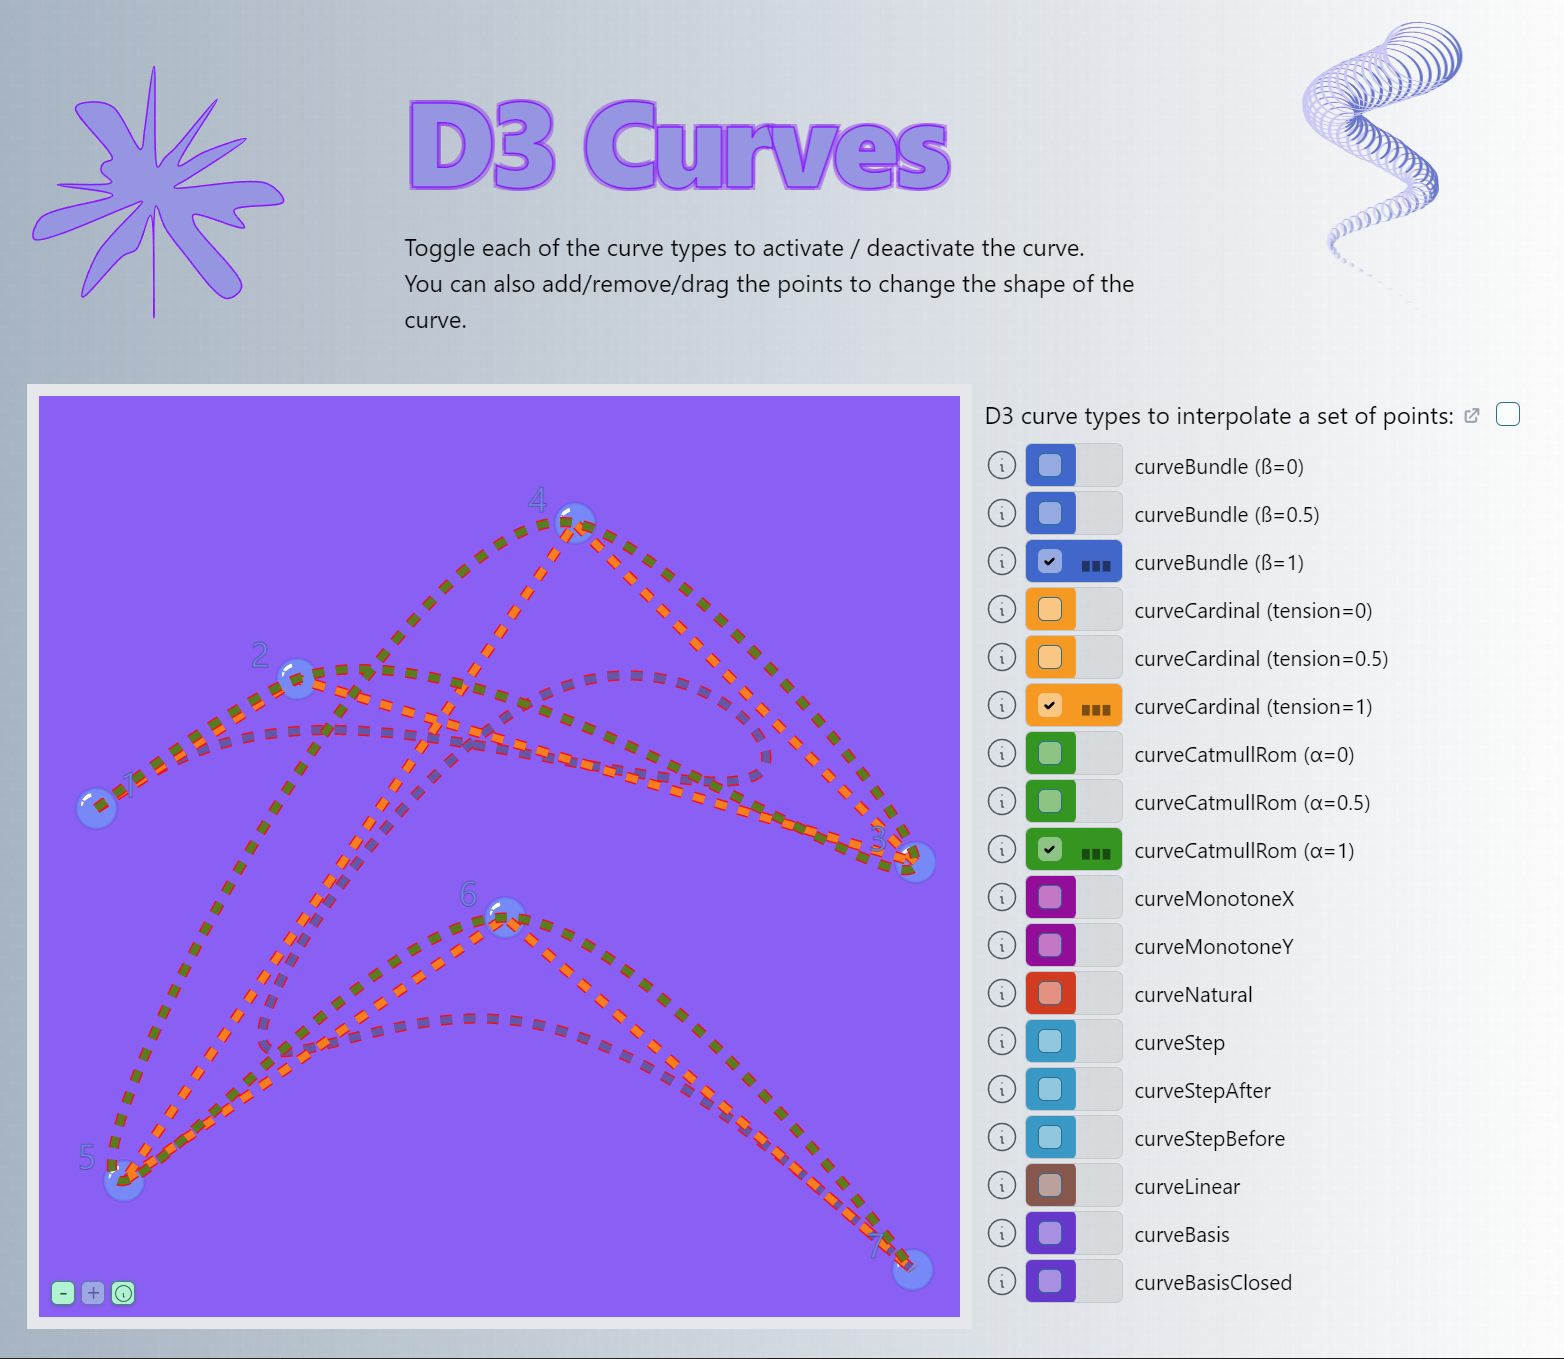 D3 Curves
Toggle each of the curve types to activate / deactivate the curve.
You can also add/remove/drag the points to change the shape of the
curve.
D3 curve types to interpolate a set of points:
curveBundle (ß=0)
curveBundle (ß=0.5)
curveBundle (ß=1)
curveCardinal (tension=0)
curveCardinal (tension=0.5)
curveCardinal (tension=1)
curveCatmullRom (α=0)
curveCatmullRom (α=0.5)
curveCatmullRom (α=1)
curveMonotoneX
curveMonotoneY
curveNatural
curveStep
curveStepAfter
curveStepBefore
curveLinear
curveBasis
curveBasisClosed
4
2
1
3
6
5
7
- +